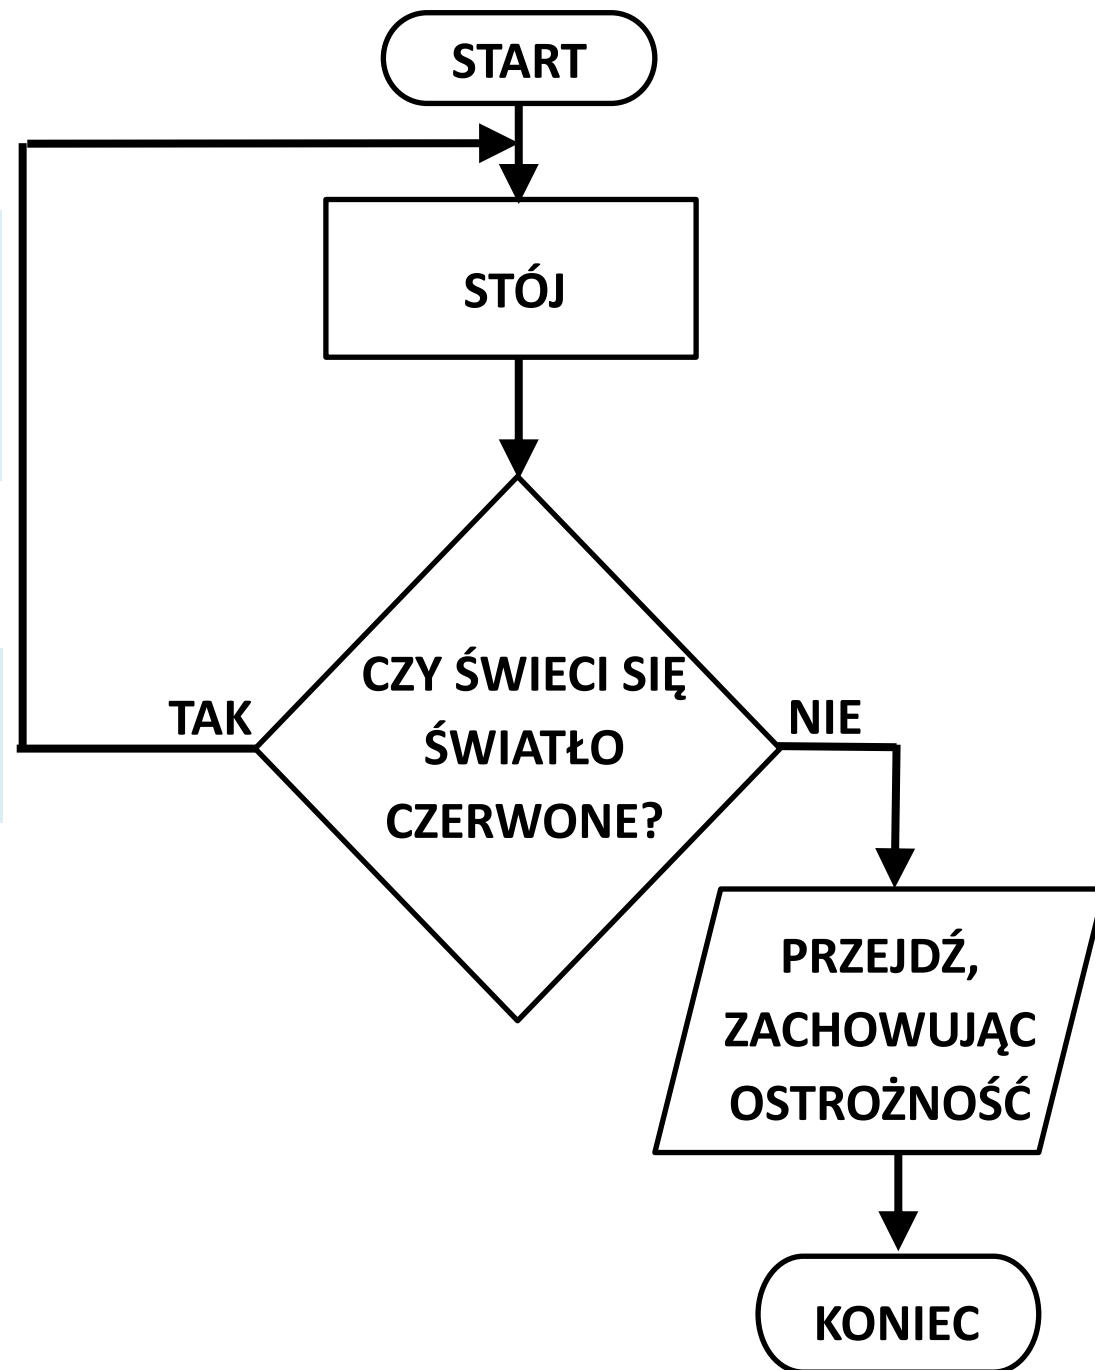 START
STÓJ
CZY ŚWIECI SIĘ
ŚWIATŁO
CZERWONE?
TAK
NIE
PRZEJDŹ,
ZACHOWUJĄC
OSTROŻNOŚĆ
KONIEC